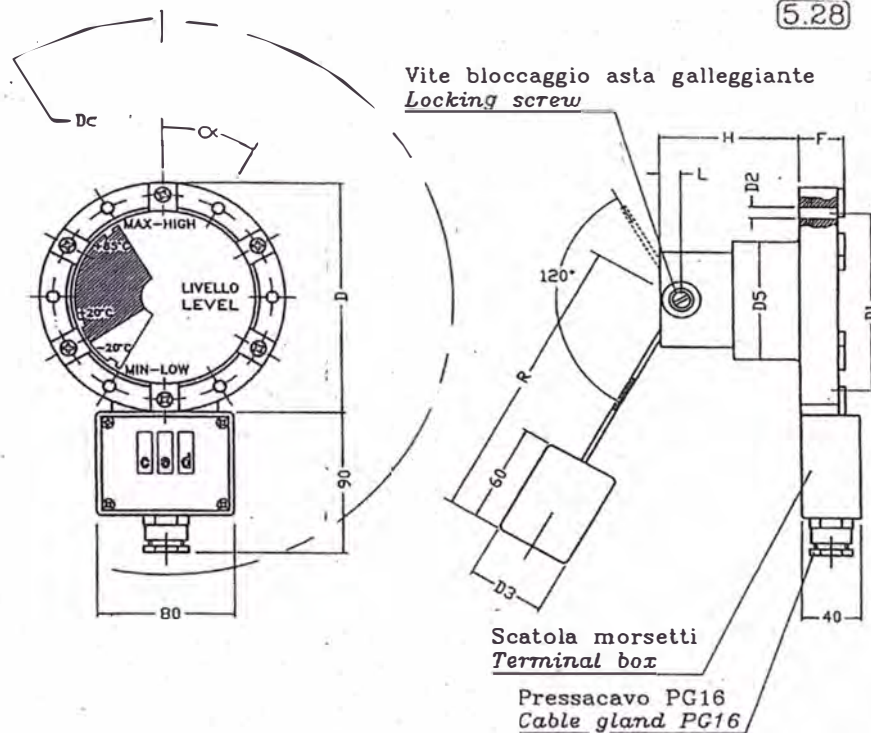 5.28
Vite bloccaggio asta galleggiante
Locking screw
Dc
α
H
F
L
D2
MAX-HIGH
+85°C
LIVELLO
LEVEL
+20°C
-20°C
MIN-LOW
D
120°
D5
R
60
c o d
90
D3
80
40
Scatola morsetti
Terminal box
Pressacavo PG16
Cable gland PG16